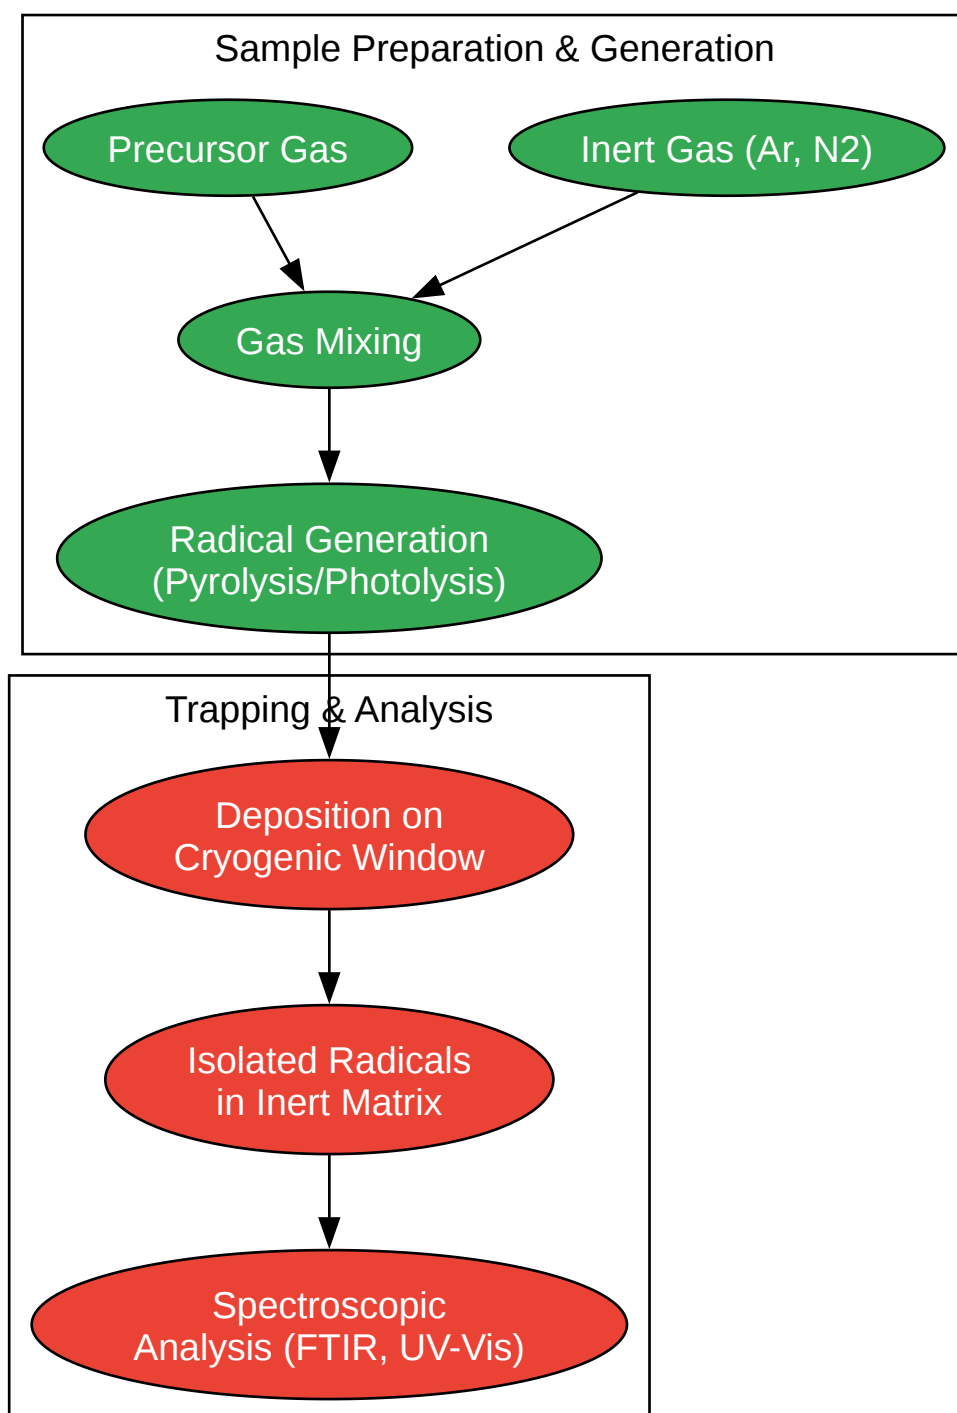 Sample Preparation & Generation
Precursor Gas
Inert Gas (Ar, N2)
Gas Mixing
Radical Generation
(Pyrolysis/Photolysis)
Trapping & Analysis
Deposition on
Cryogenic Window
Isolated Radicals
in Inert Matrix
Spectroscopic
Analysis (FTIR, UV-Vis)